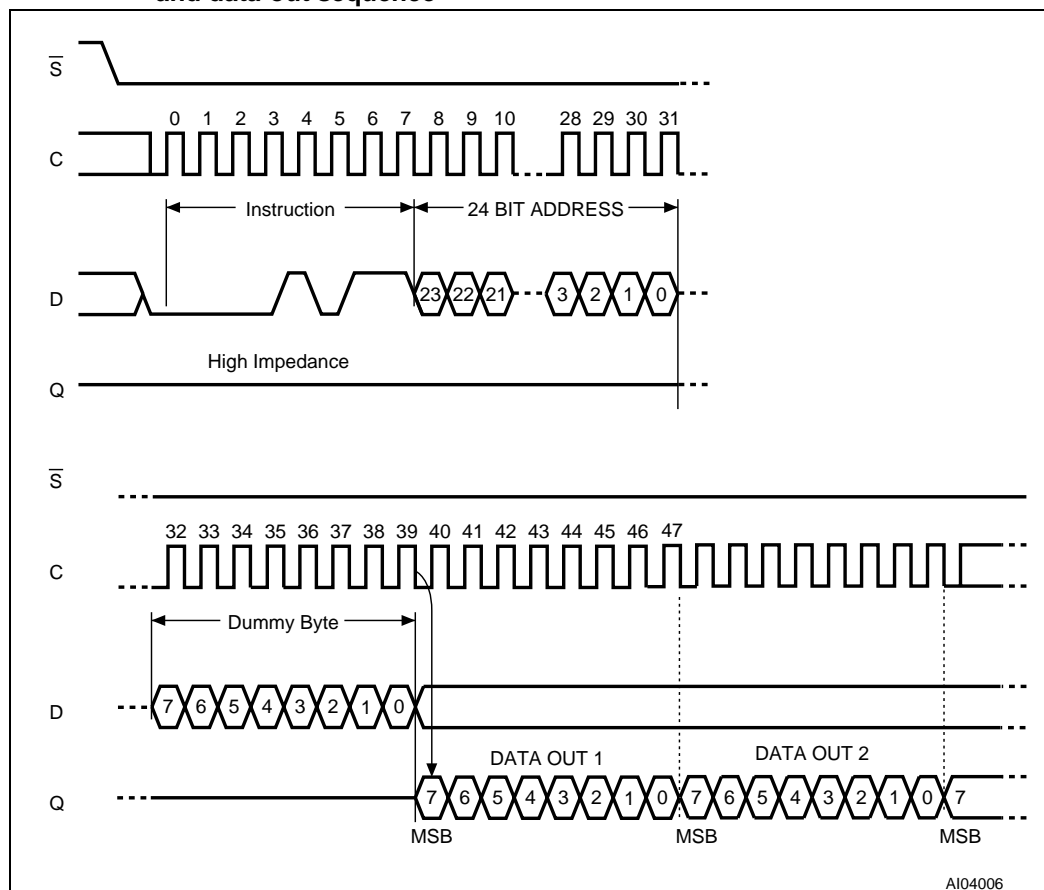 and data-out sequence
S
0 1 2 3 4 5 6 7 8 9 10 28 29 30 31
C
Instruction 24 BIT ADDRESS
D 23 22 21 3 2 1 0
High Impedance
Q
S
32 33 34 35 36 37 38 39 40 41 42 43 44 45 46 47
C
Dummy Byte
D 7 6 5 4 3 2 1 0
DATA OUT 1 DATA OUT 2
Q 7 6 5 4 3 2 1 0 7 6 5 4 3 2 1 0 7
MSB MSB MSB
AI04006